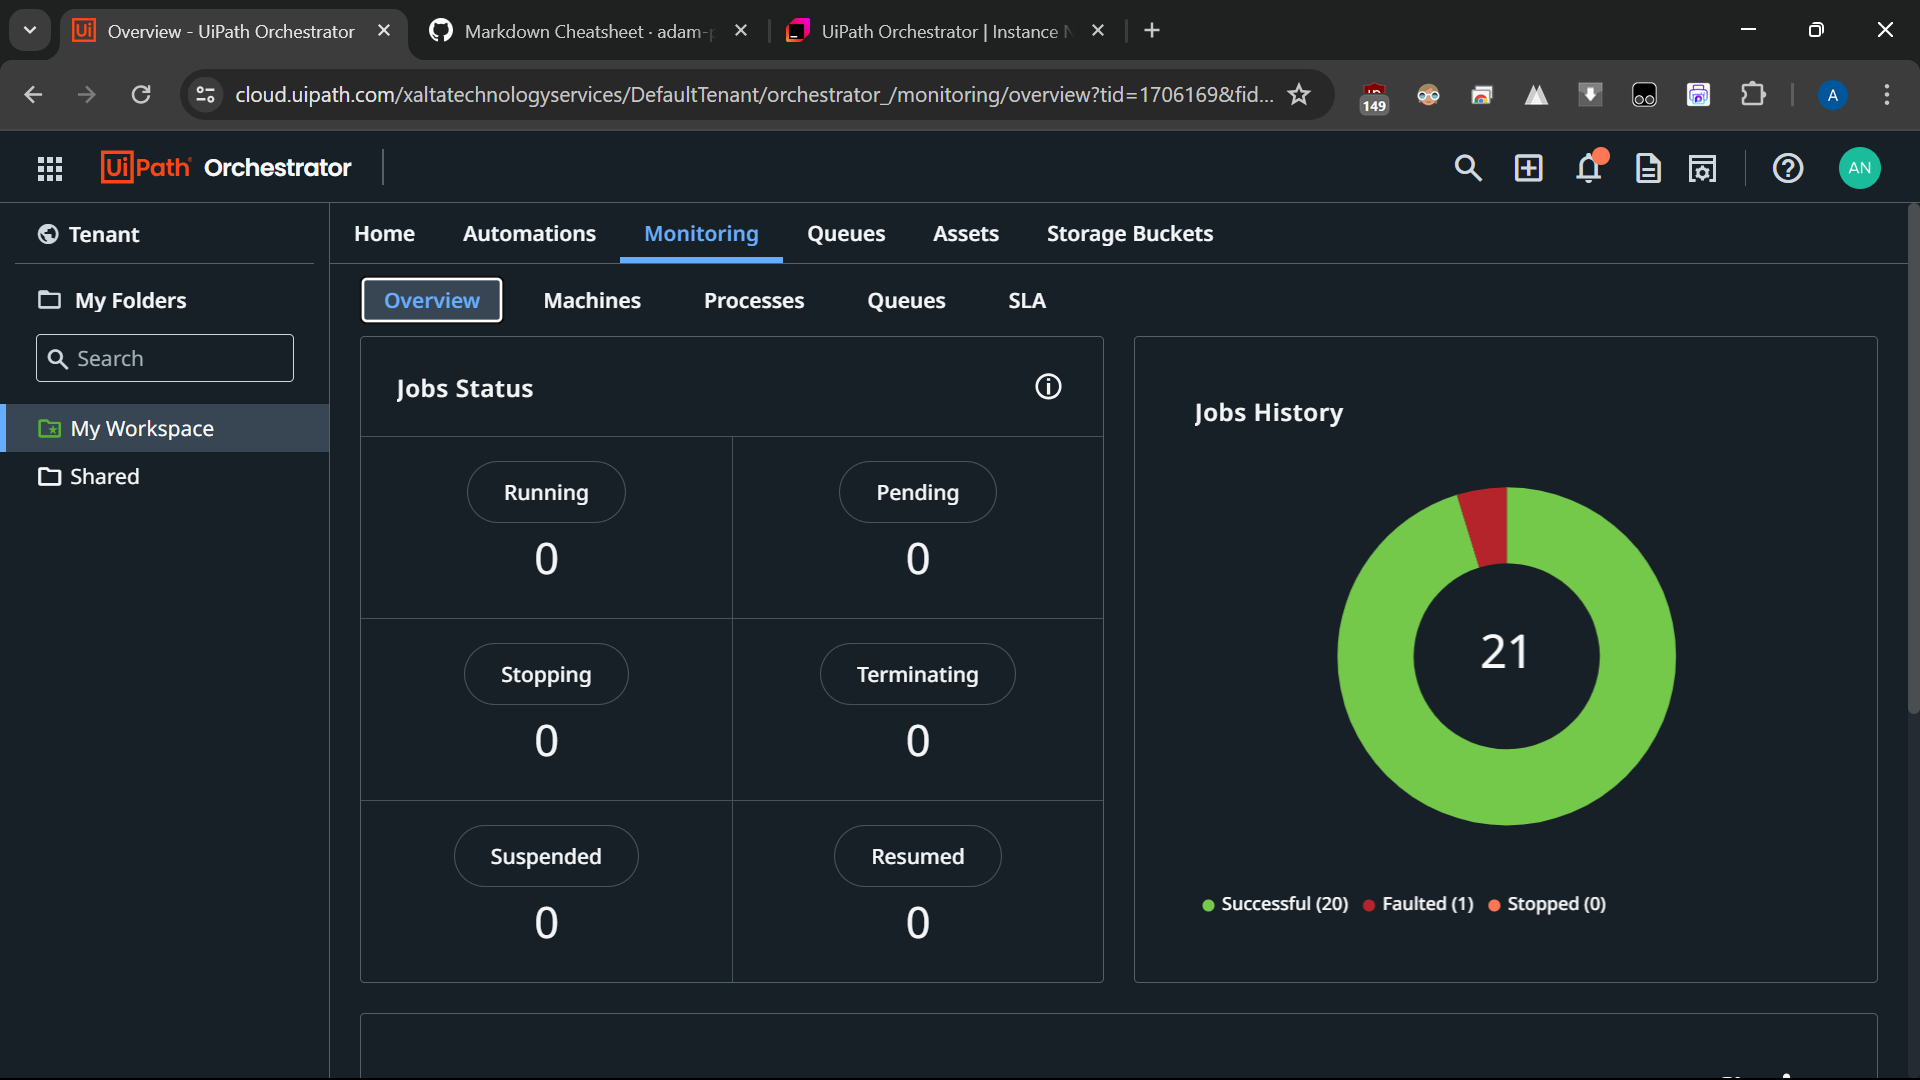 Overview - UiPath Orchestrator
Markdown Cheatsheet · adam-p
UiPath Orchestrator | Instance N
cloud.uipath.com/xaltatechnologyservices/DefaultTenant/orchestrator_/monitoring/overview?tid=1706169&fid...
149
A
UiPath Orchestrator
AN
Tenant
Home Automations Monitoring Queues Assets Storage Buckets
My Folders
Search
My Workspace
Shared
Overview Machines Processes Queues SLA
Jobs Status
Running
0
Pending
0
Stopping
0
Terminating
0
Suspended
0
Resumed
0
Jobs History
21
Successful (20) Faulted (1) Stopped (0)